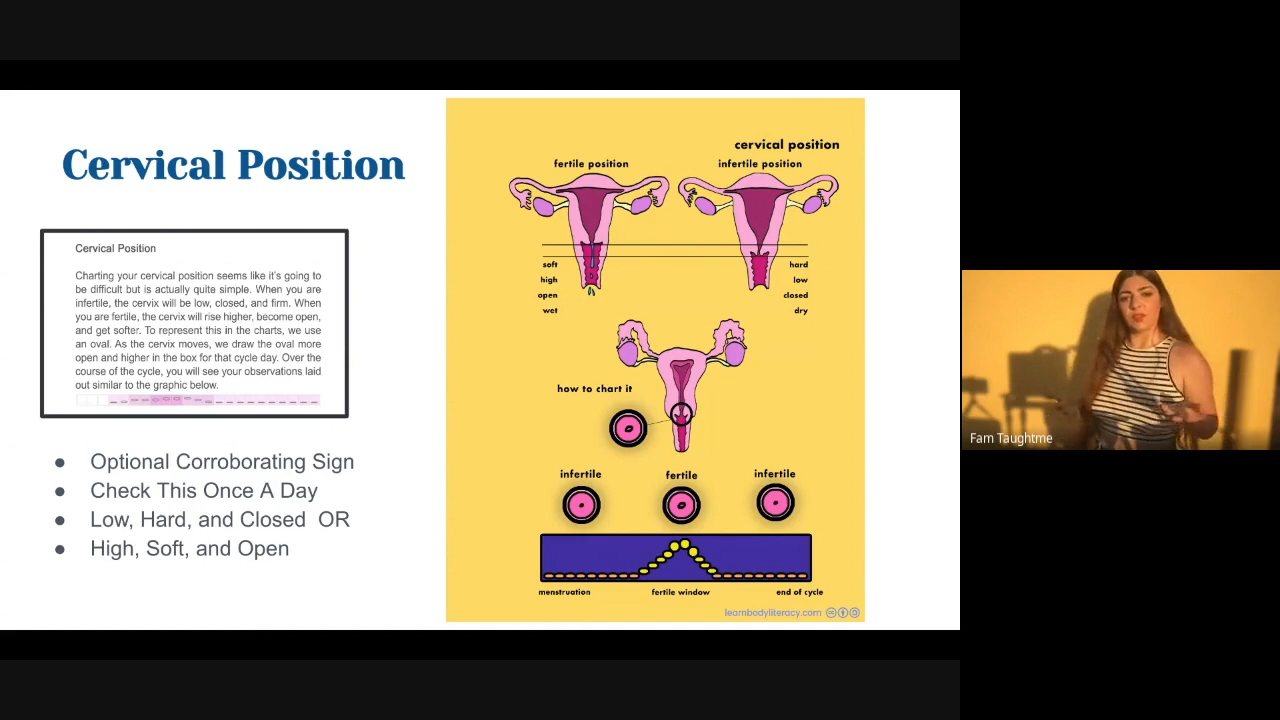 Cervical Position
Cervical Position
Charting your cervical position seems like it's going to
be difficult but is actually quite simple. When you are
infertile, the cervix will be low, closed, and firm. When
you are fertile, the cervix will rise higher, become open,
and get softer. To represent this in the charts, we use
an oval. As the cervix moves, we draw the oval more
open and higher in the box for that cycle day. Over the
course of the cycle, you will see your observations laid
out similar to the graphic below.
Optional Corroborating Sign
Check This Once A Day
Low, Hard, and Closed OR
High, Soft, and Open
cervical position
fertile position
infertile position
soft
high
open
wet
hard
low
closed
dry
how to chart it
infertile
fertile
infertile
menstruation
fertile window
end of cycle
learnbodyliteracy.com
Fam Taughtme